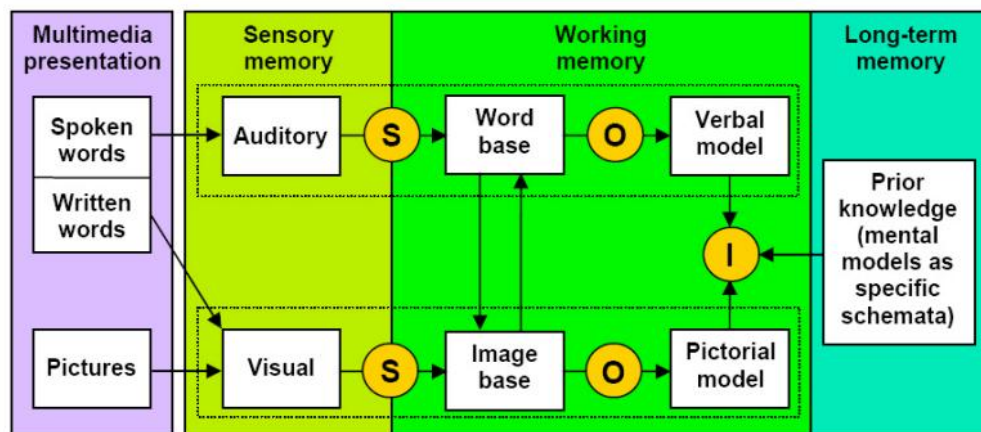 Multimedia
presentation
Sensory
memory
Working
memory
Long-term
memory
Spoken
words
Written
words
Pictures
Auditory
Visual
S
S
Word
base
Image
base
O
O
Verbal
model
Pictorial
model
I
Prior
knowledge
(mental
models as
specific
schemata)